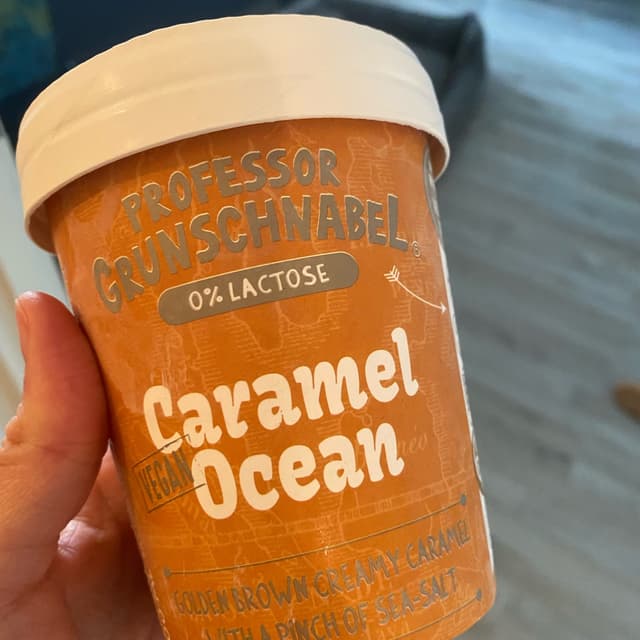 PROFESSOR
GRUNSCHNABEL®
0% LACTOSE
Caramel
VEGAN
Ocean
GOLDEN BROWN CREAMY CARAMEL
WITH A PINCH OF SEA-SALT